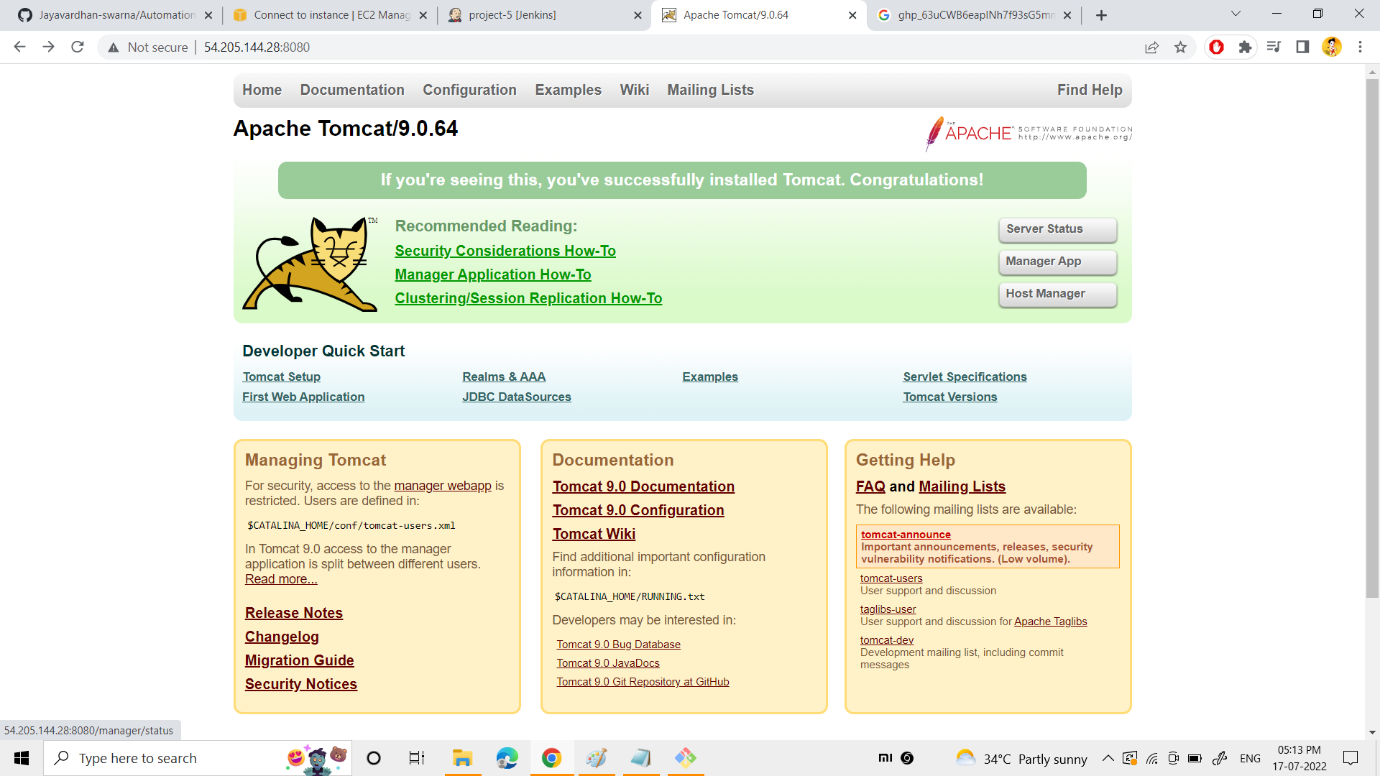 Jayavardhan-swarna/Automation
Connect to instance | EC2 Manag
project-5 [Jenkins]
Apache Tomcat/9.0.64
Not secure
54.205.144.28:8080
Home Documentation Configuration Examples Wiki Mailing Lists Find Help
Apache Tomcat/9.0.64
THE APACHE SOFTWARE FOUNDATION
http://www.apache.org/
If you're seeing this, you've successfully installed Tomcat. Congratulations!
TM
Recommended Reading:
Security Considerations How-To
Manager Application How-To
Clustering/Session Replication How-To
Server Status
Manager App
Host Manager
Developer Quick Start
Tomcat Setup
First Web Application
Realms & AAA
JDBC DataSources
Examples
Servlet Specifications
Tomcat Versions
Managing Tomcat
For security, access to the manager webapp is
restricted. Users are defined in:
$CATALINA_HOME/conf/tomcat-users.xml
In Tomcat 9.0 access to the manager
application is split between different users.
Read more...
Release Notes
Changelog
Migration Guide
Security Notices
Documentation
Tomcat 9.0 Documentation
Tomcat 9.0 Configuration
Tomcat Wiki
Find additional important configuration
information in:
$CATALINA_HOME/RUNNING.txt
Developers may be interested in:
Tomcat 9.0 Bug Database
Tomcat 9.0 JavaDocs
Tomcat 9.0 Git Repository at GitHub
Getting Help
FAQ and Mailing Lists
The following mailing lists are available:
tomcat-announce
Important announcements, releases, security
vulnerability notifications. (Low volume).
tomcat-users
User support and discussion
taglibs-user
User support and discussion for Apache Taglibs
tomcat-dev
Development mailing list, including commit
messages
54.205.144.28:8080/manager/status
Type here to search
34°C Partly sunny
ENG
05:13 PM
17-07-2022